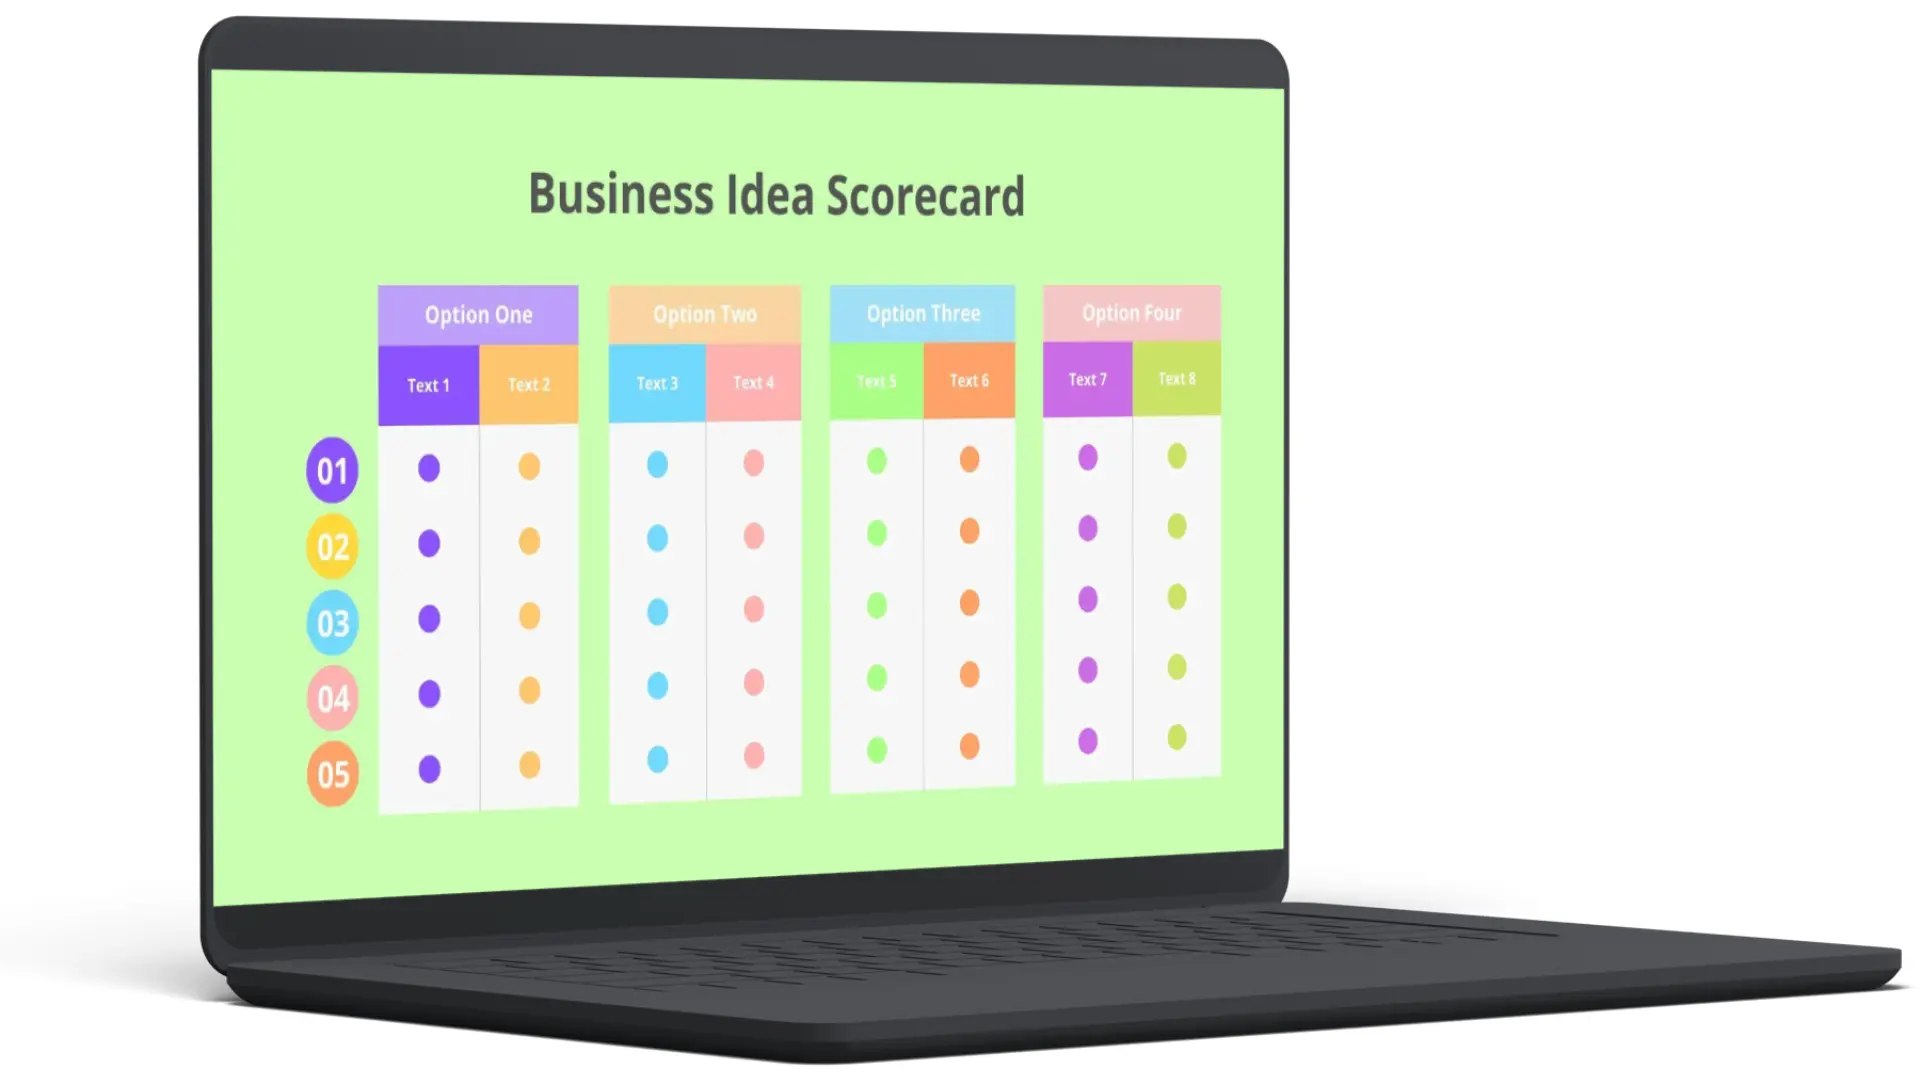 Business Idea Scorecard
Option One Option Two Option Three Option Four
Text 1 Text 2 Text 3 Text 4 Text 5 Text 6 Text 7 Text 8
01
02
03
04
05